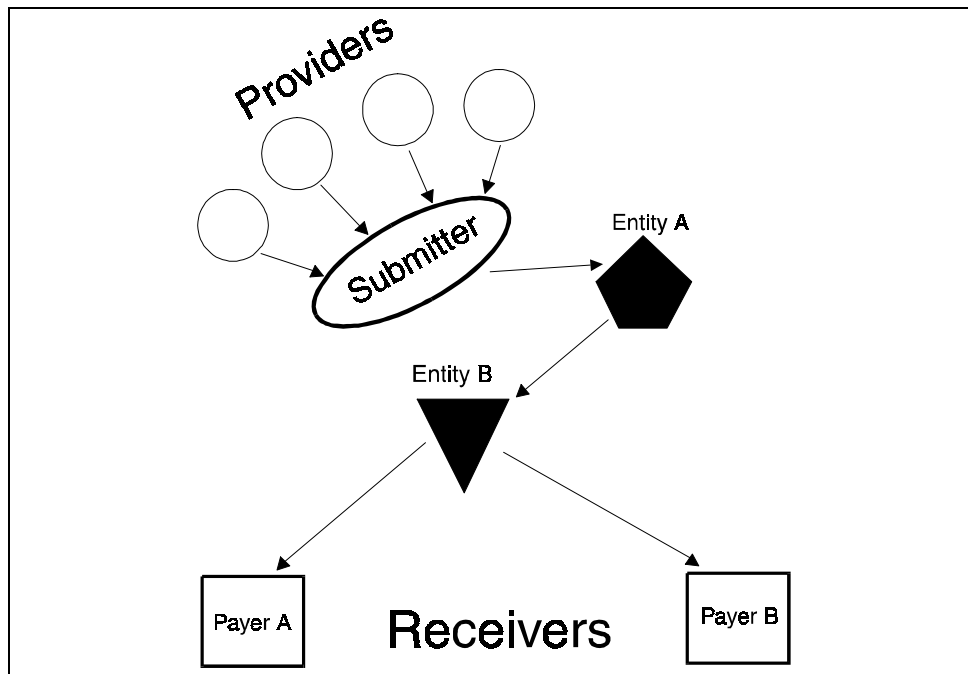 Providers
Submitter
Entity A
Entity B
Payer A
Receivers
Payer B